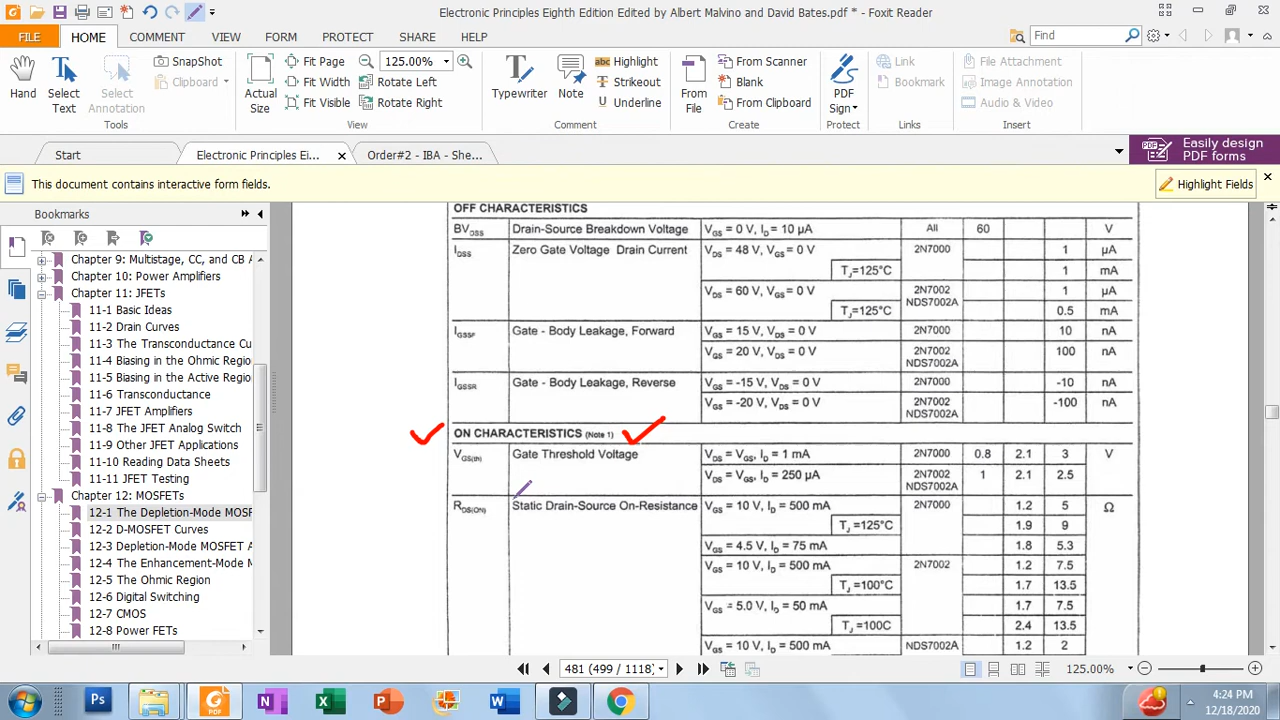 Electronic Principles Eighth Edition Edited by Albert Malvino and David Bates.pdf * - Foxit Reader
FILE HOME COMMENT VIEW FORM PROTECT SHARE HELP Find
Hand Select Text Select Annotation SnapShot Clipboard Tools
Actual Size Fit Page Fit Width Fit Visible 125.00% Rotate Left Rotate Right View
Typewriter Note Highlight Strikeout Underline Comment
From File From Scanner Blank From Clipboard Create
PDF Sign Protect
Link Bookmark Links
File Attachment Image Annotation Audio & Video Insert
Start Electronic Principles Ei... Order#2 - IBA - She...
Easily design PDF forms
This document contains interactive form fields. Highlight Fields
Bookmarks
Chapter 9: Multistage, CC, and CB A
Chapter 10: Power Amplifiers
Chapter 11: JFETs
11-1 Basic Ideas
11-2 Drain Curves
11-3 The Transconductance Cu
11-4 Biasing in the Ohmic Region
11-5 Biasing in the Active Regio
11-6 Transconductance
11-7 JFET Amplifiers
11-8 The JFET Analog Switch
11-9 Other JFET Applications
11-10 Reading Data Sheets
11-11 JFET Testing
Chapter 12: MOSFETs
12-1 The Depletion-Mode MOSF
12-2 D-MOSFET Curves
12-3 Depletion-Mode MOSFET A
12-4 The Enhancement-Mode M
12-5 The Ohmic Region
12-6 Digital Switching
12-7 CMOS
12-8 Power FETs
OFF CHARACTERISTICS
BVDSS Drain-Source Breakdown Voltage VGS = 0 V, ID = 10 µA All 60 V
IDSS Zero Gate Voltage Drain Current VDS = 48 V, VGS = 0 V 2N7000 1 µA
TJ=125°C 1 mA
VDS = 60 V, VGS = 0 V 2N7002 NDS7002A 1 µA
TJ=125°C 0.5 mA
IGSSF Gate - Body Leakage, Forward VGS = 15 V, VDS = 0 V 2N7000 10 nA
VGS = 20 V, VDS = 0 V 2N7002 NDS7002A 100 nA
IGSSR Gate - Body Leakage, Reverse VGS = -15 V, VDS = 0 V 2N7000 -10 nA
VGS = -20 V, VDS = 0 V 2N7002 NDS7002A -100 nA
ON CHARACTERISTICS (Note 1)
VGS(th) Gate Threshold Voltage VDS = VGS, ID = 1 mA 2N7000 0.8 2.1 3 V
VDS = VGS, ID = 250 µA 2N7002 NDS7002A 1 2.1 2.5
RDS(ON) Static Drain-Source On-Resistance VGS = 10 V, ID = 500 mA 2N7000 1.2 5 Ω
TJ =125°C 1.9 9
VGS = 4.5 V, ID = 75 mA 1.8 5.3
VGS = 10 V, ID = 500 mA 2N7002 1.2 7.5
TJ =100°C 1.7 13.5
VGS = 5.0 V, ID = 50 mA 1.7 7.5
TJ =100C 2.4 13.5
VGS = 10 V, ID = 500 mA NDS7002A 1.2 2
481 (499 / 1118) 125.00%
Ps N X P W
4:24 PM
12/18/2020